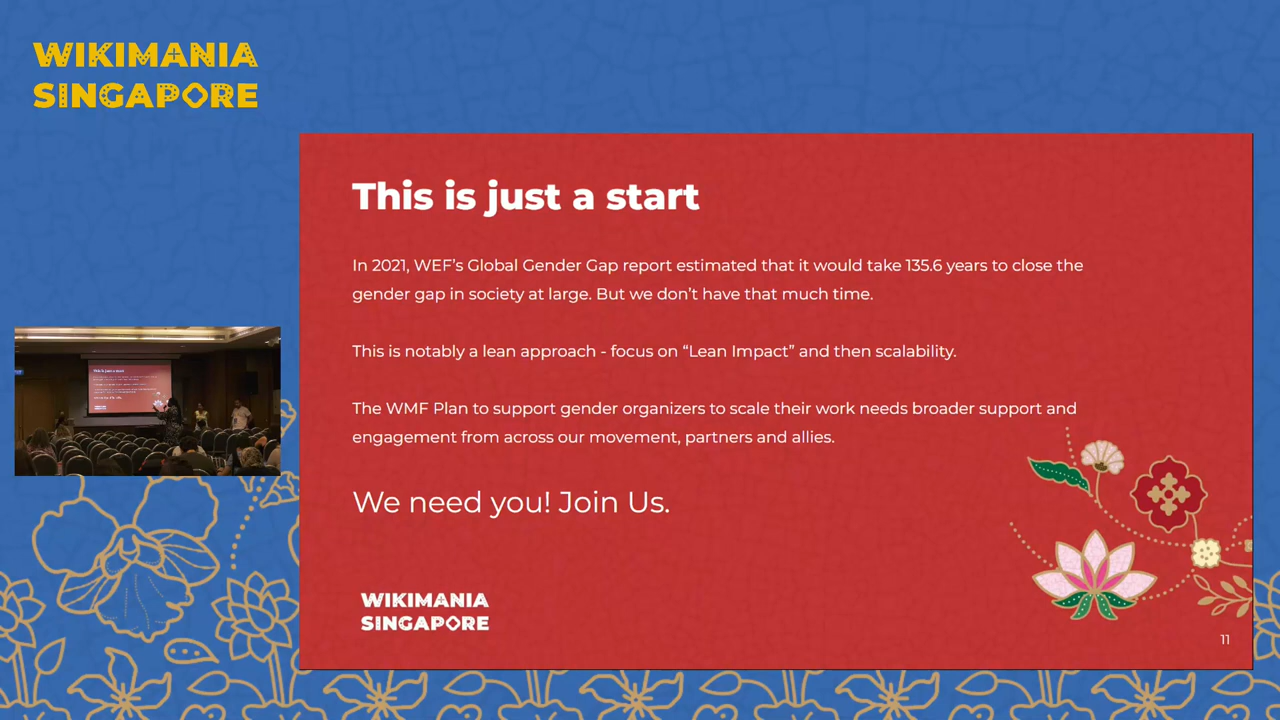 WIKIMANIA
SINGAPORE
This is just a start
In 2021, WEF’s Global Gender Gap report estimated that it would take 135.6 years to close the
gender gap in society at large. But we don’t have that much time.
This is notably a lean approach - focus on “Lean Impact” and then scalability.
The WMF Plan to support gender organizers to scale their work needs broader support and
engagement from across our movement, partners and allies.
We need you! Join Us.
WIKIMANIA
SINGAPORE
11
This is just a start